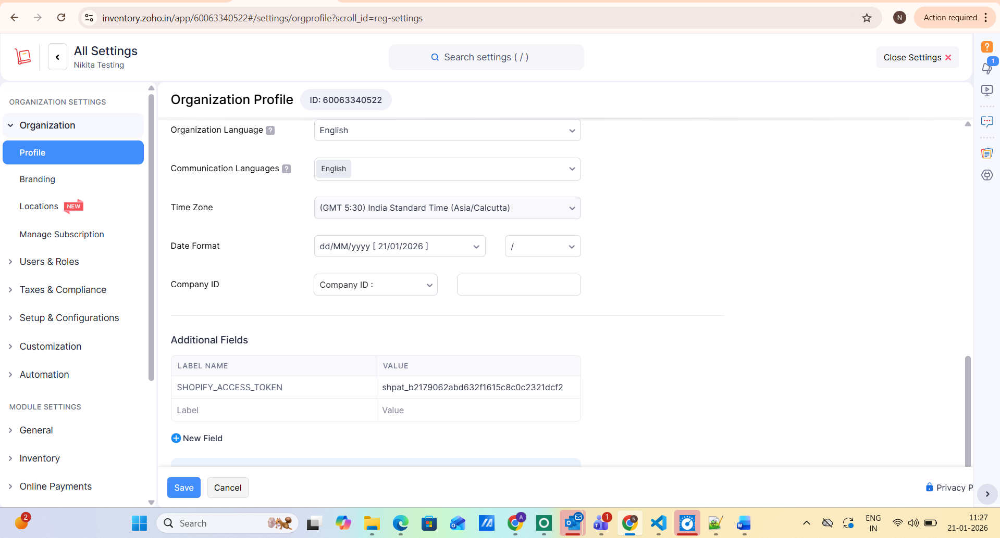 inventory.zoho.in/app/60063340522#/settings/orgprofile?scroll_id=reg-settings
N
Action required
All Settings
Nikita Testing
Search settings ( / )
Close Settings
?
1
ORGANIZATION SETTINGS
Organization
Profile
Branding
Locations NEW
Manage Subscription
Users & Roles
Taxes & Compliance
Setup & Configurations
Customization
Automation
MODULE SETTINGS
General
Inventory
Online Payments
Organization Profile
ID: 60063340522
Organization Language ?
English
Communication Languages ?
English
Time Zone
(GMT 5:30) India Standard Time (Asia/Calcutta)
Date Format
dd/MM/yyyy [ 21/01/2026 ]
/
Company ID
Company ID :
Additional Fields
LABEL NAME VALUE
SHOPIFY_ACCESS_TOKEN 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
Label Value
New Field
Save
Cancel
Privacy P
2
Search
A
1
N
ENG
IN
11:27
21-01-2026